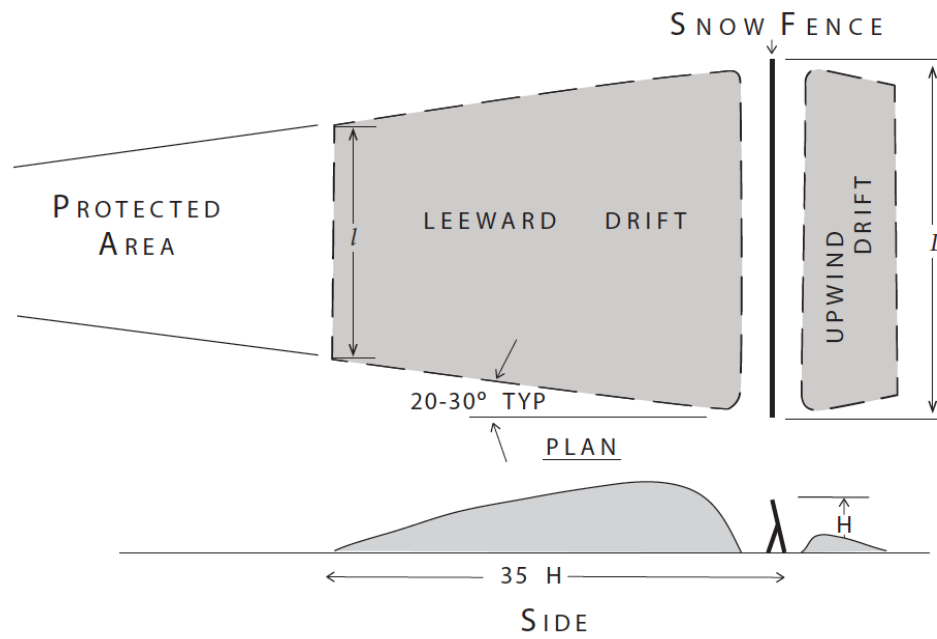 SNOW FENCE
PROTECTED
AREA
l
LEEWARD DRIFT
UPWIND
DRIFT
L
20-30º TYP
PLAN
H
35 H
SIDE